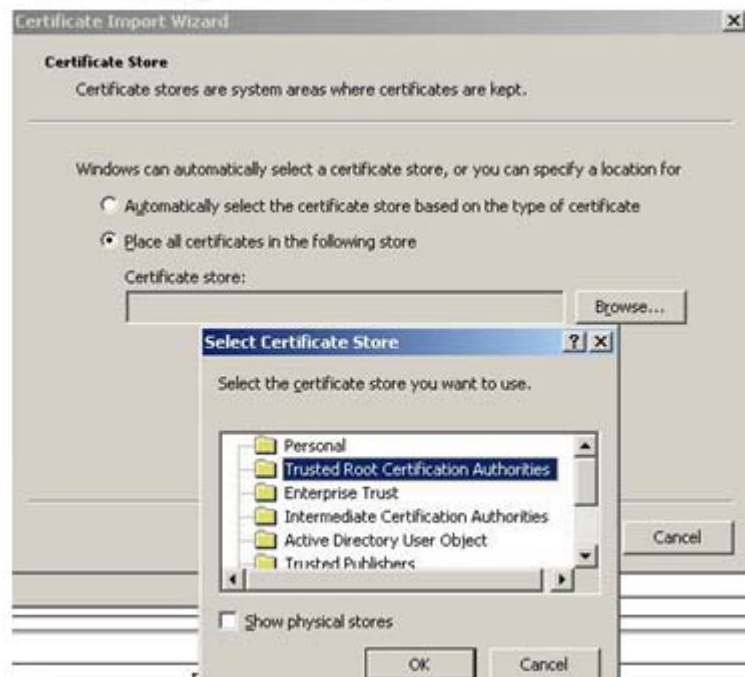 Certificate Import Wizard
Certificate Store
Certificate stores are system areas where certificates are kept.
Windows can automatically select a certificate store, or you can specify a location for
Automatically select the certificate store based on the type of certificate
Place all certificates in the following store
Certificate store:
Browse...
Select Certificate Store
Select the certificate store you want to use.
Personal
Trusted Root Certification Authorities
Enterprise Trust
Intermediate Certification Authorities
Active Directory User Object
Trusted Publishers
Cancel
Show physical stores
OK Cancel